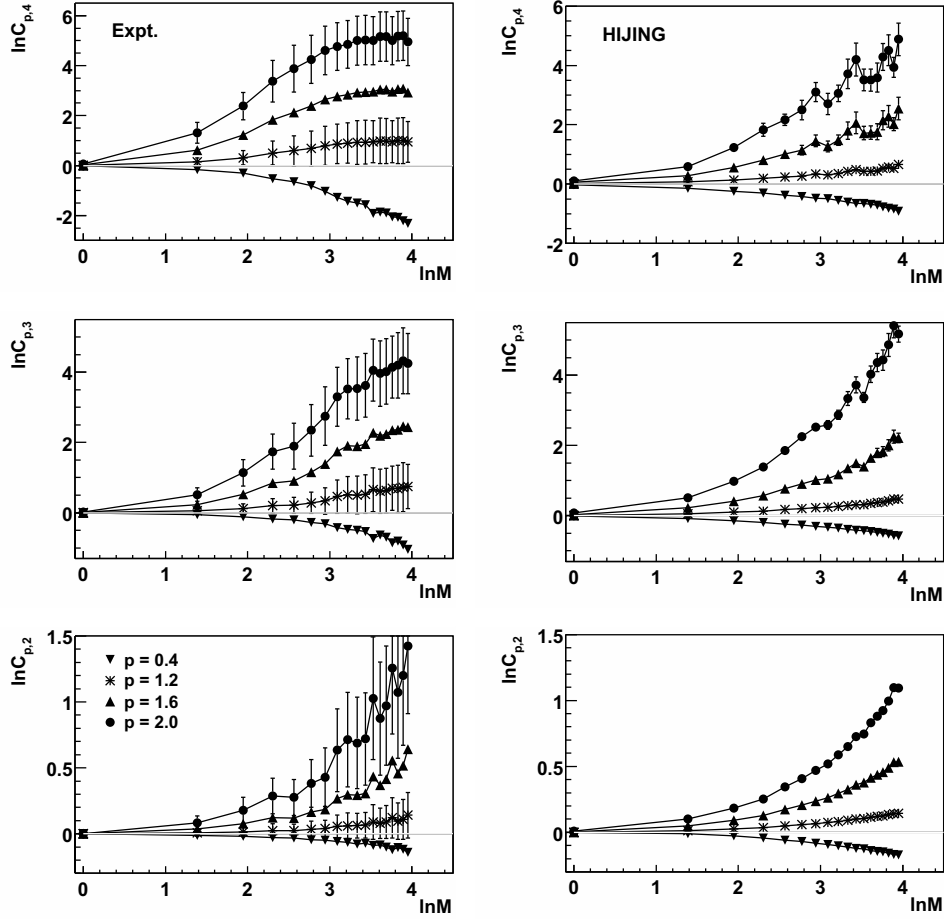 lnC_{p,4}
Expt.
6
4
2
0
-2
0 1 2 3 4
lnM
lnC_{p,4}
HIJING
6
4
2
0
-2
0 1 2 3 4
lnM
lnC_{p,3}
4
2
0
0 1 2 3 4
lnM
lnC_{p,3}
4
2
0
0 1 2 3 4
lnM
lnC_{p,2}
1.5
1
0.5
0
p = 0.4
p = 1.2
p = 1.6
p = 2.0
0 1 2 3 4
lnM
lnC_{p,2}
1.5
1
0.5
0
0 1 2 3 4
lnM